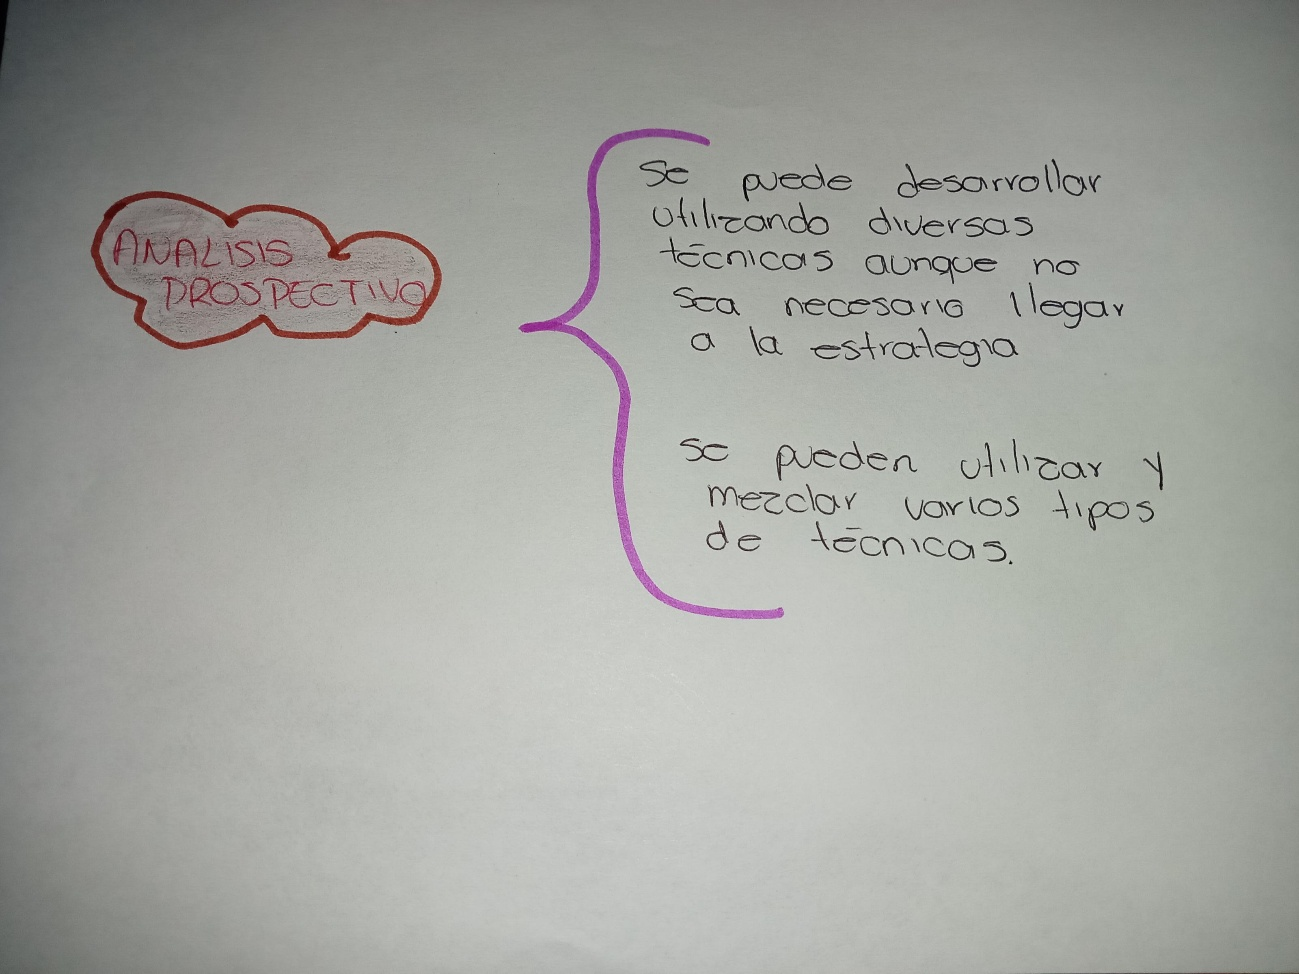 ANALISIS
PROSPECTIVO
Se puede desarrollar
utilizando diversas
técnicas aunque no
sea necesario llegar
a la estrategia
se pueden utilizar y
mezclar varios tipos
de técnicas.